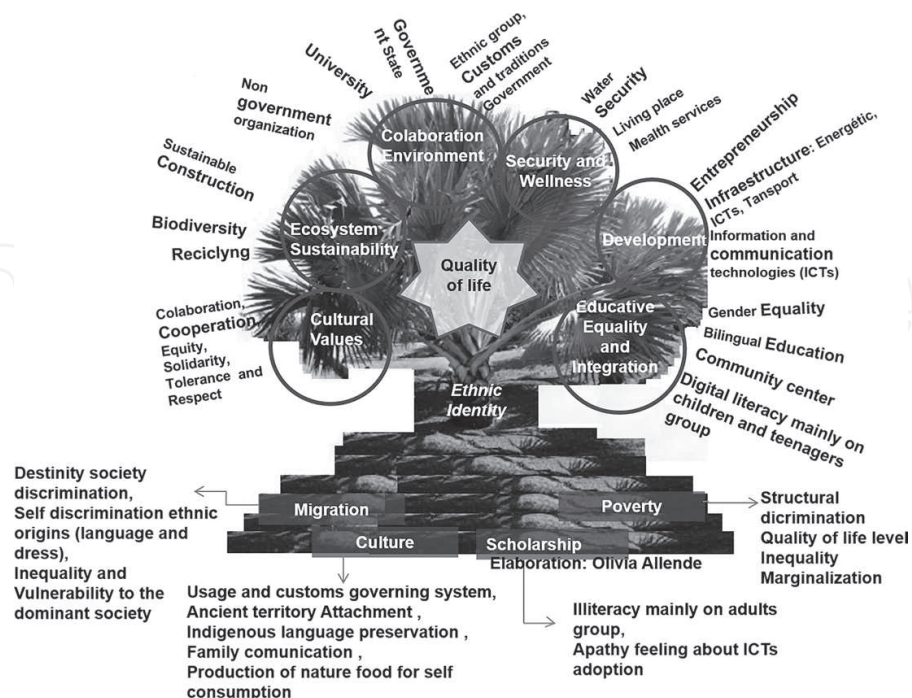 Governme
nt State
University
Ethnic group,
Customs
and traditions
Government
Water
Security
Living place
Mealth services
Non
government
organization
Sustainable
Construction
Biodiversity
Reciclyng
Colaboration,
Cooperation
Equity,
Solidarity,
Tolerance and
Respect
Colaboration
Environment
Security and
Wellness
Ecosystem
Sustainability
Development
Quality
of life
Cultural
Values
Educative
Equality
and
Integration
Entrepreneurship
Infraestructure: Energétic,
ICTs, Tansport
Information and
communication
technologies (ICTs)
Gender Equality
Bilingual Education
Community center
Digital literacy mainly on
children and teenagers
group
Ethnic
Identity
Migration
Poverty
Culture
Scholarship
Elaboration: Olivia Allende
Destinity society
discrimination,
Self discrimination ethnic
origins (language and
dress),
Inequality and
Vulnerability to the
dominant society
Usage and customs governing system,
Ancient territory Attachment ,
Indigenous language preservation ,
Family comunication ,
Production of nature food for self
consumption
Illiteracy mainly on adults
group,
Apathy feeling about ICTs
adoption
Structural
dicrimination
Quality of life level
Inequality
Marginalization